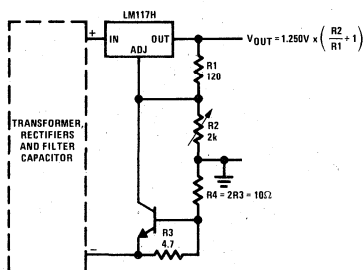 LM117H
+
IN
OUT
ADJ
V_OUT = 1.250V × (R2/R1 + 1)
R1
120
R2
2k
TRANSFORMER,
RECTIFIERS
AND FILTER
CAPACITOR
R4 = 2R3 = 10Ω
R3
4.7
−